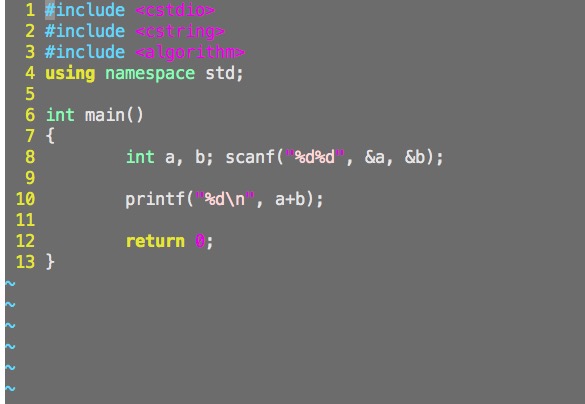 1 #include <cstdio>
2 #include <cstring>
3 #include <algorithm>
4 using namespace std;
5
6 int main()
7 {
8         int a, b; scanf("%d%d", &a, &b);
9
10         printf("%d\n", a+b);
11
12         return 0;
13 }
~
~
~
~
~
~